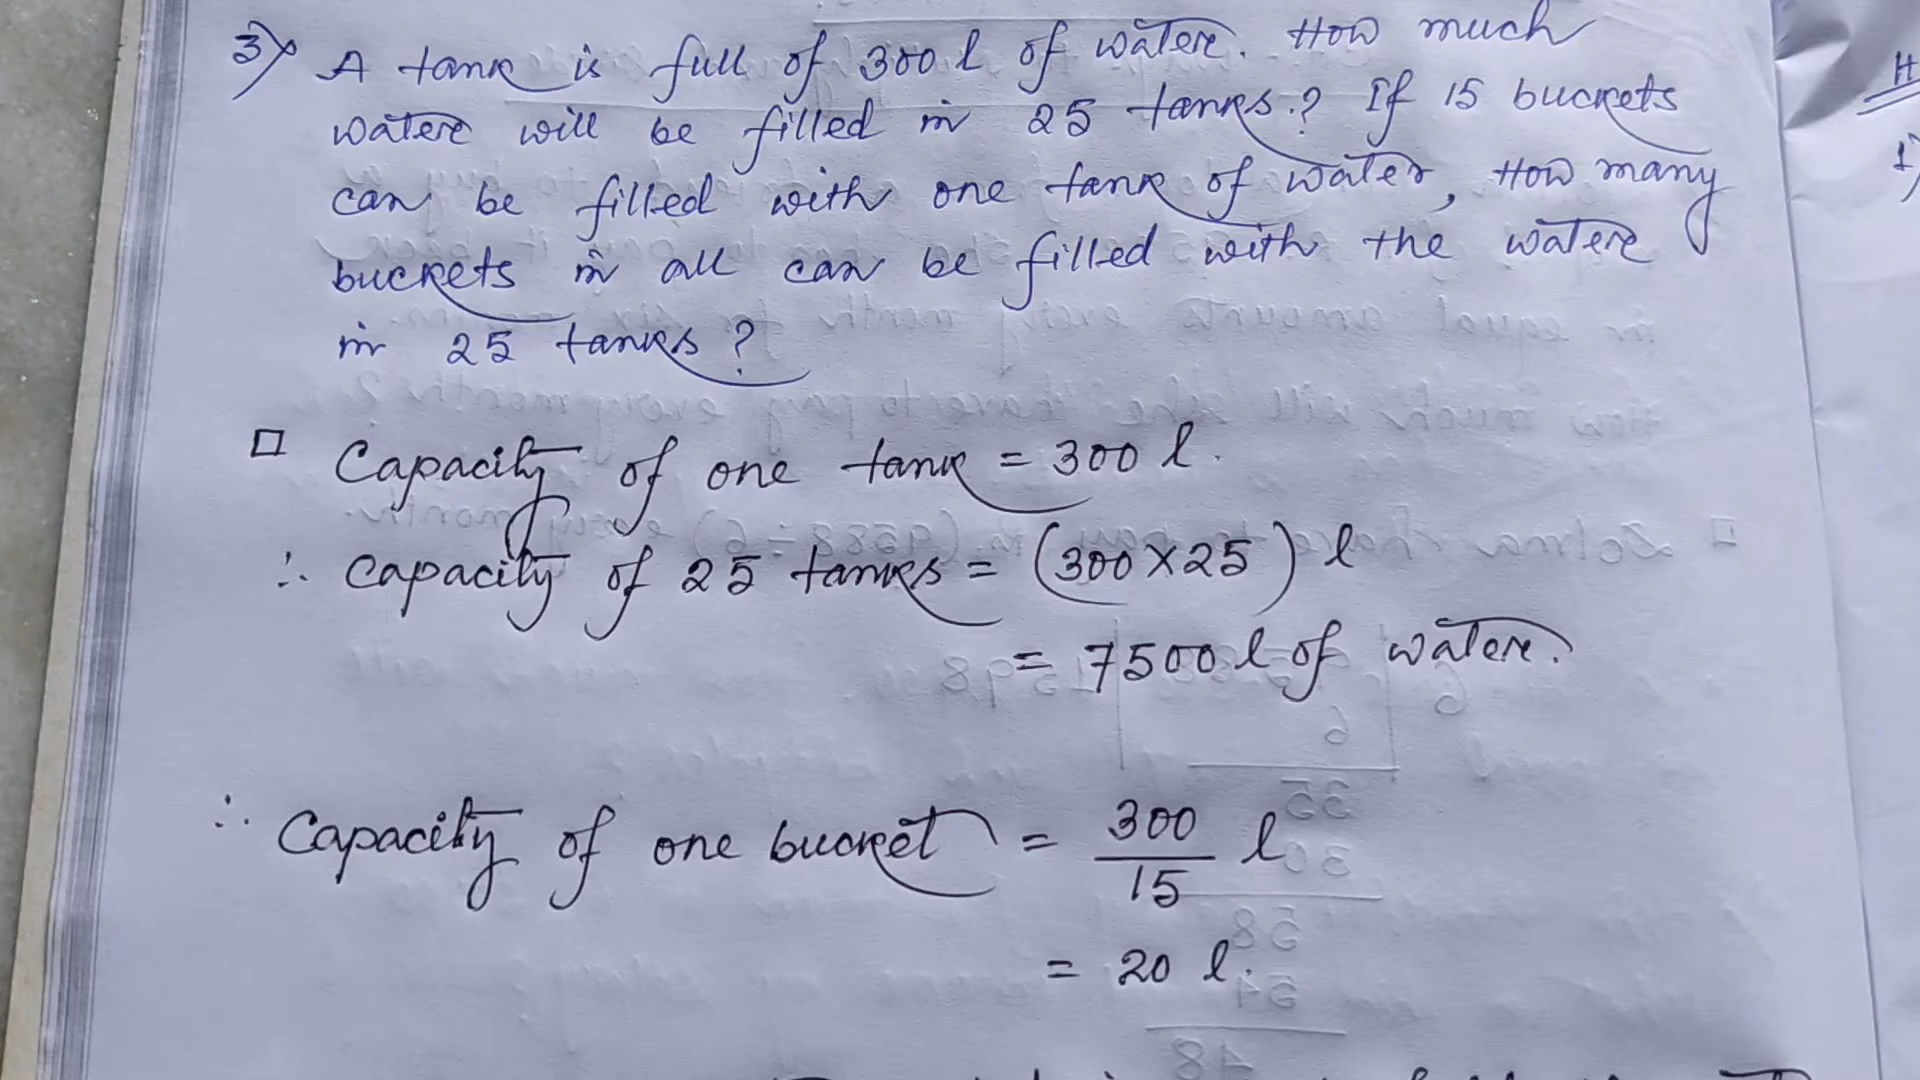 3) A tank is full of 300 l of water. How much
water will be filled in 25 tanks.? If 15 buckets
can be filled with one tank of water, How many
buckets in all can be filled with the water
in 25 tanks?
□ Capacity of one tank = 300 l.
∴ Capacity of 25 tanks = (300 × 25) l
= 7500 l of water.
∴ Capacity of one bucket = 300/15 l
= 20 l.